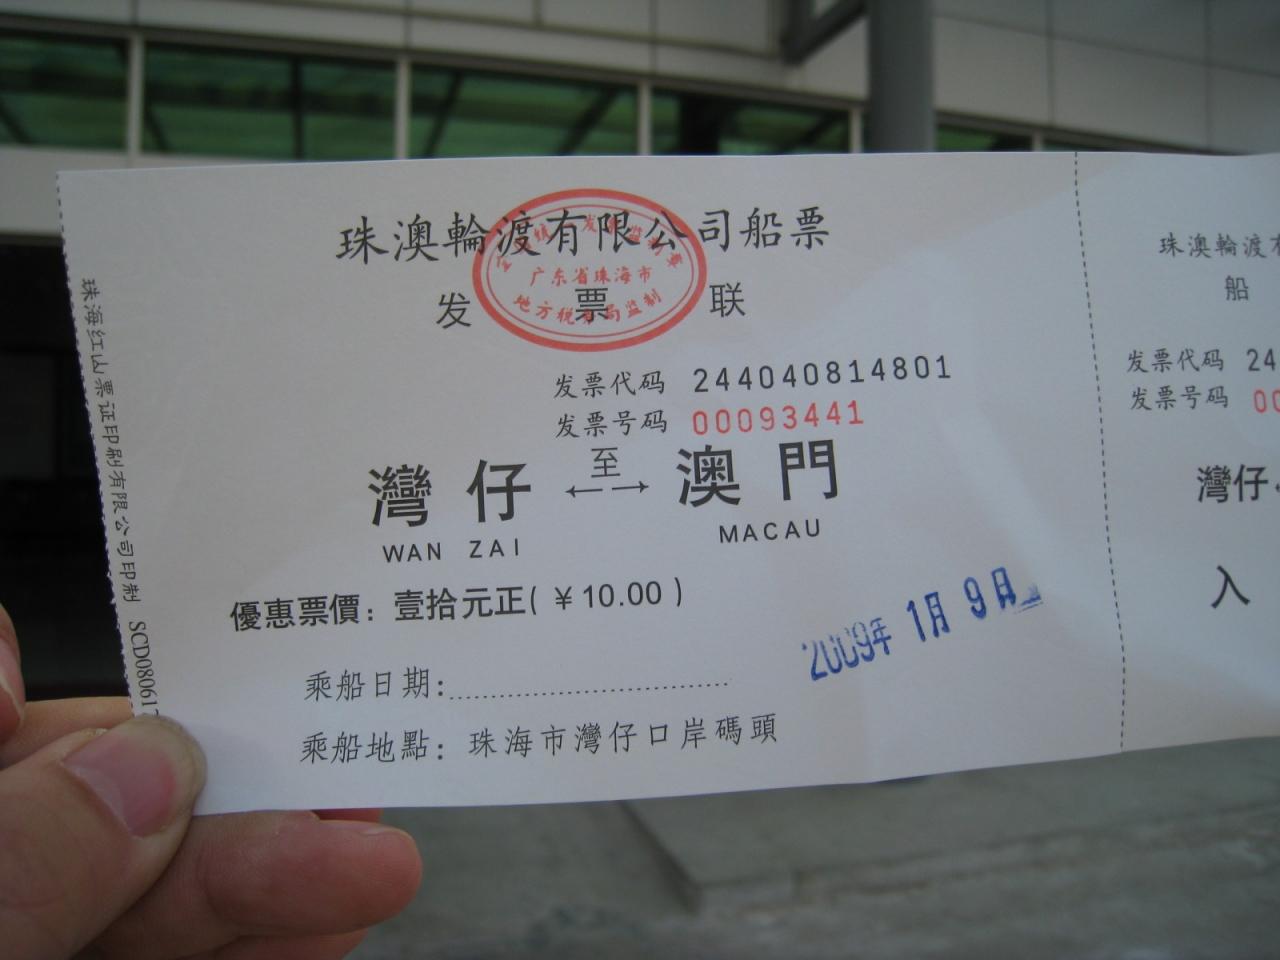 珠澳輪渡有限公司船票
发票联
广东省珠海市
地方税务局监制
发票代码 244040814801
发票号码 00093441
灣仔 至 澳門
WAN ZAI MACAU
優惠票價：壹拾元正(￥10.00)
2009年1月9日
乘船日期：
乘船地點：珠海市灣仔口岸碼頭
珠海红山票证印刷有限公司印制 SCD080617
珠澳輪渡
船
发票代码 24
发票号码 00
灣仔
入